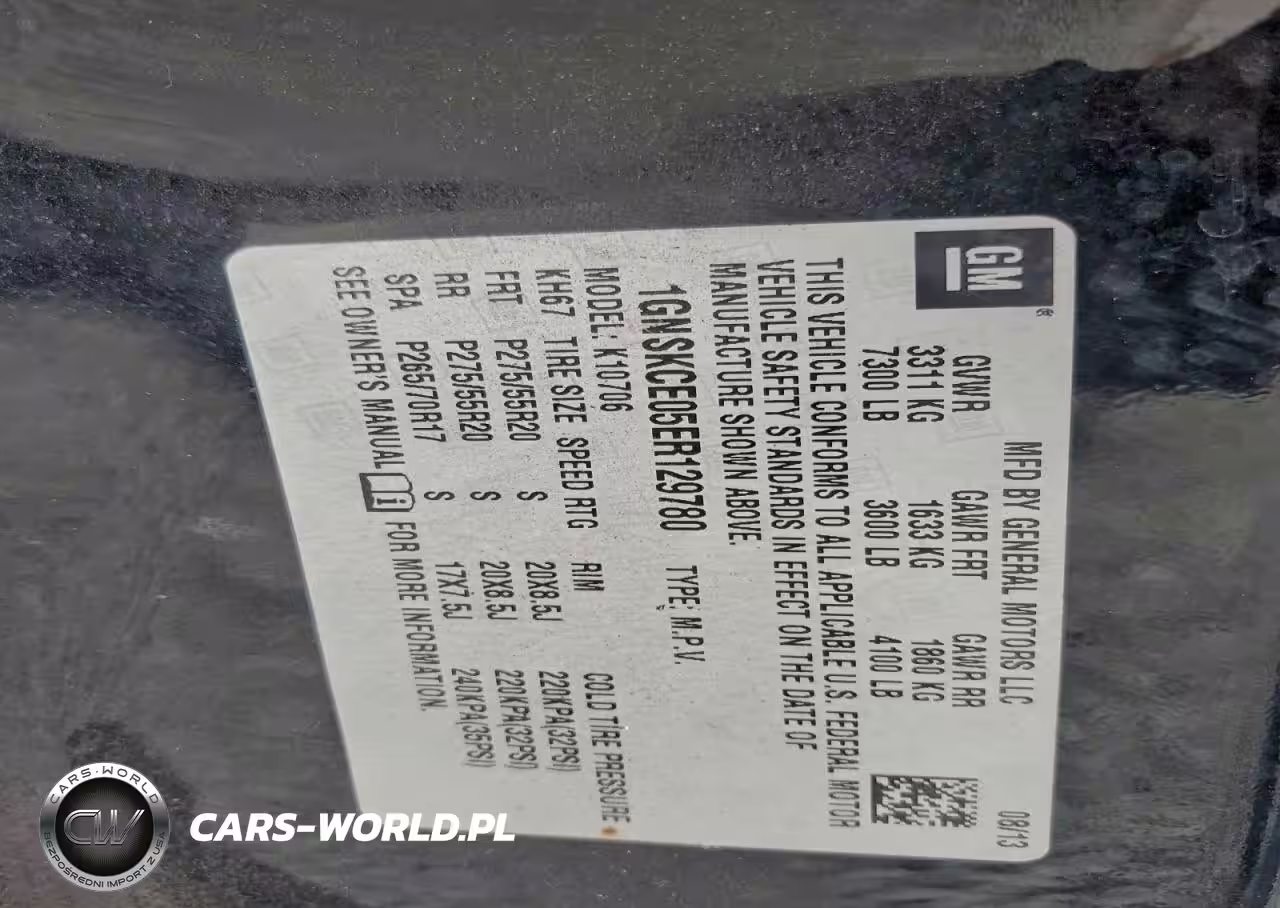 GM®
MFD BY GENERAL MOTORS LLC 08/13
GVWR GAWR FRT GAWR RR
3311 KG 1633 KG 1860 KG
7300 LB 3600 LB 4100 LB
THIS VEHICLE CONFORMS TO ALL APPLICABLE U.S. FEDERAL MOTOR
VEHICLE SAFETY STANDARDS IN EFFECT ON THE DATE OF
MANUFACTURE SHOWN ABOVE.
1GNSKCE05ER129780 TYPE: M.P.V.
MODEL: K10706
KH67 TIRE SIZE SPEED RTG RIM COLD TIRE PRESSURE
FRT P275/55R20 S 20X8.5J 220KPA(32PSI)
RR P275/55R20 S 20X8.5J 220KPA(32PSI)
SPA P265/70R17 S 17X7.5J 240KPA(35PSI)
SEE OWNER'S MANUAL i FOR MORE INFORMATION.
CARS-WORLD
CW
BEZPOŚREDNI IMPORT Z USA
CARS-WORLD.PL